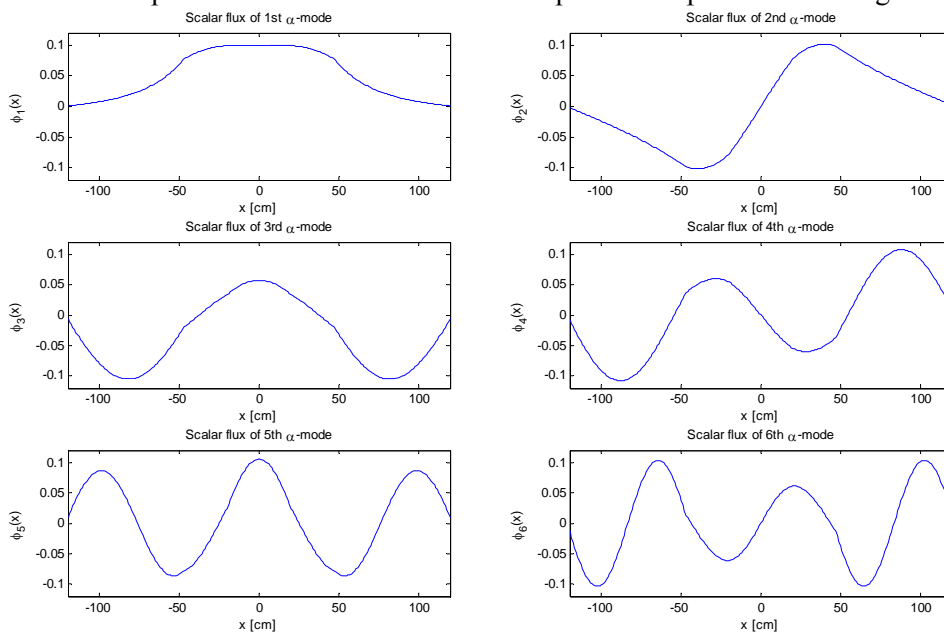 Scalar flux of 1st α-mode
0.1
0.05
0
-0.05
-0.1
ϕ1(x)
-100 -50 0 50 100
x [cm]
Scalar flux of 2nd α-mode
0.1
0.05
0
-0.05
-0.1
ϕ2(x)
-100 -50 0 50 100
x [cm]
Scalar flux of 3rd α-mode
0.1
0.05
0
-0.05
-0.1
ϕ3(x)
-100 -50 0 50 100
x [cm]
Scalar flux of 4th α-mode
0.1
0.05
0
-0.05
-0.1
ϕ4(x)
-100 -50 0 50 100
x [cm]
Scalar flux of 5th α-mode
0.1
0.05
0
-0.05
-0.1
ϕ5(x)
-100 -50 0 50 100
x [cm]
Scalar flux of 6th α-mode
0.1
0.05
0
-0.05
-0.1
ϕ6(x)
-100 -50 0 50 100
x [cm]